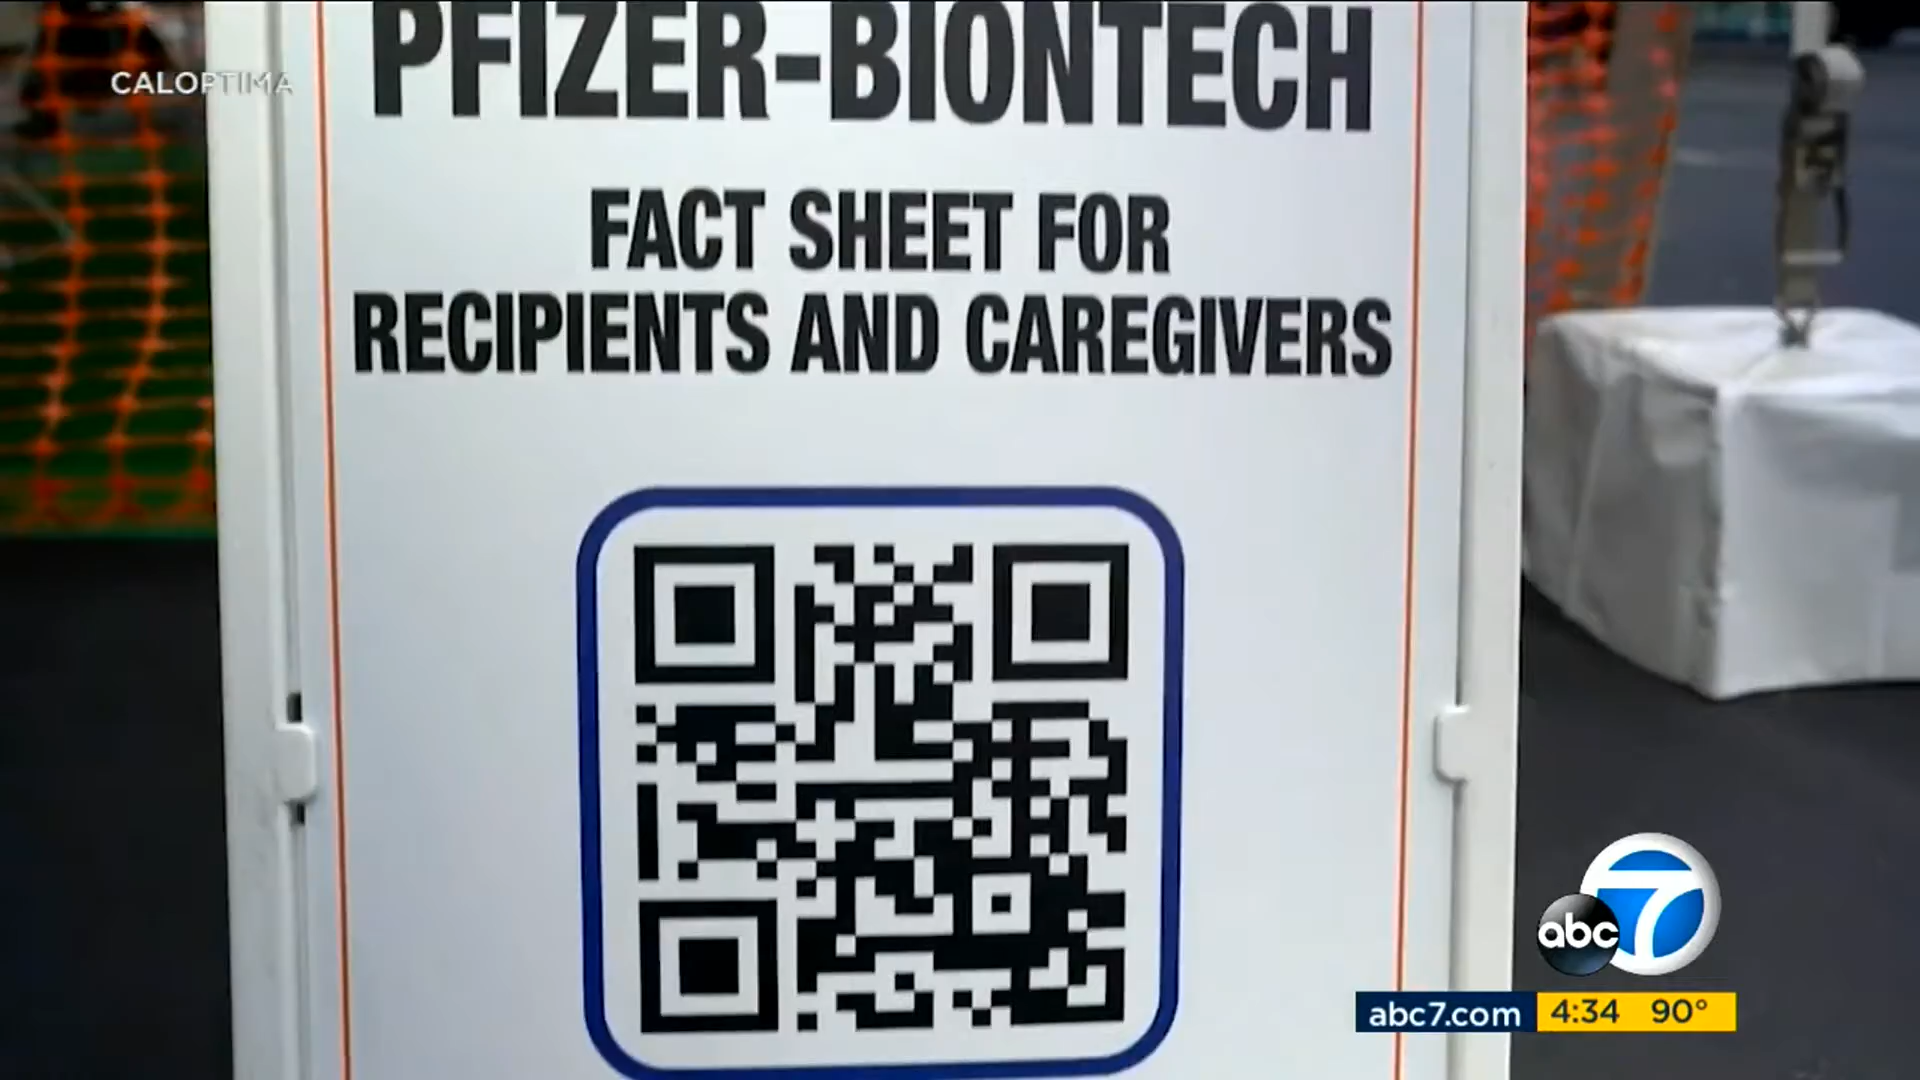 PFIZER-BIONTECH
CALOPTIMA
FACT SHEET FOR
RECIPIENTS AND CAREGIVERS
abc 7
abc7.com 4:34 90°